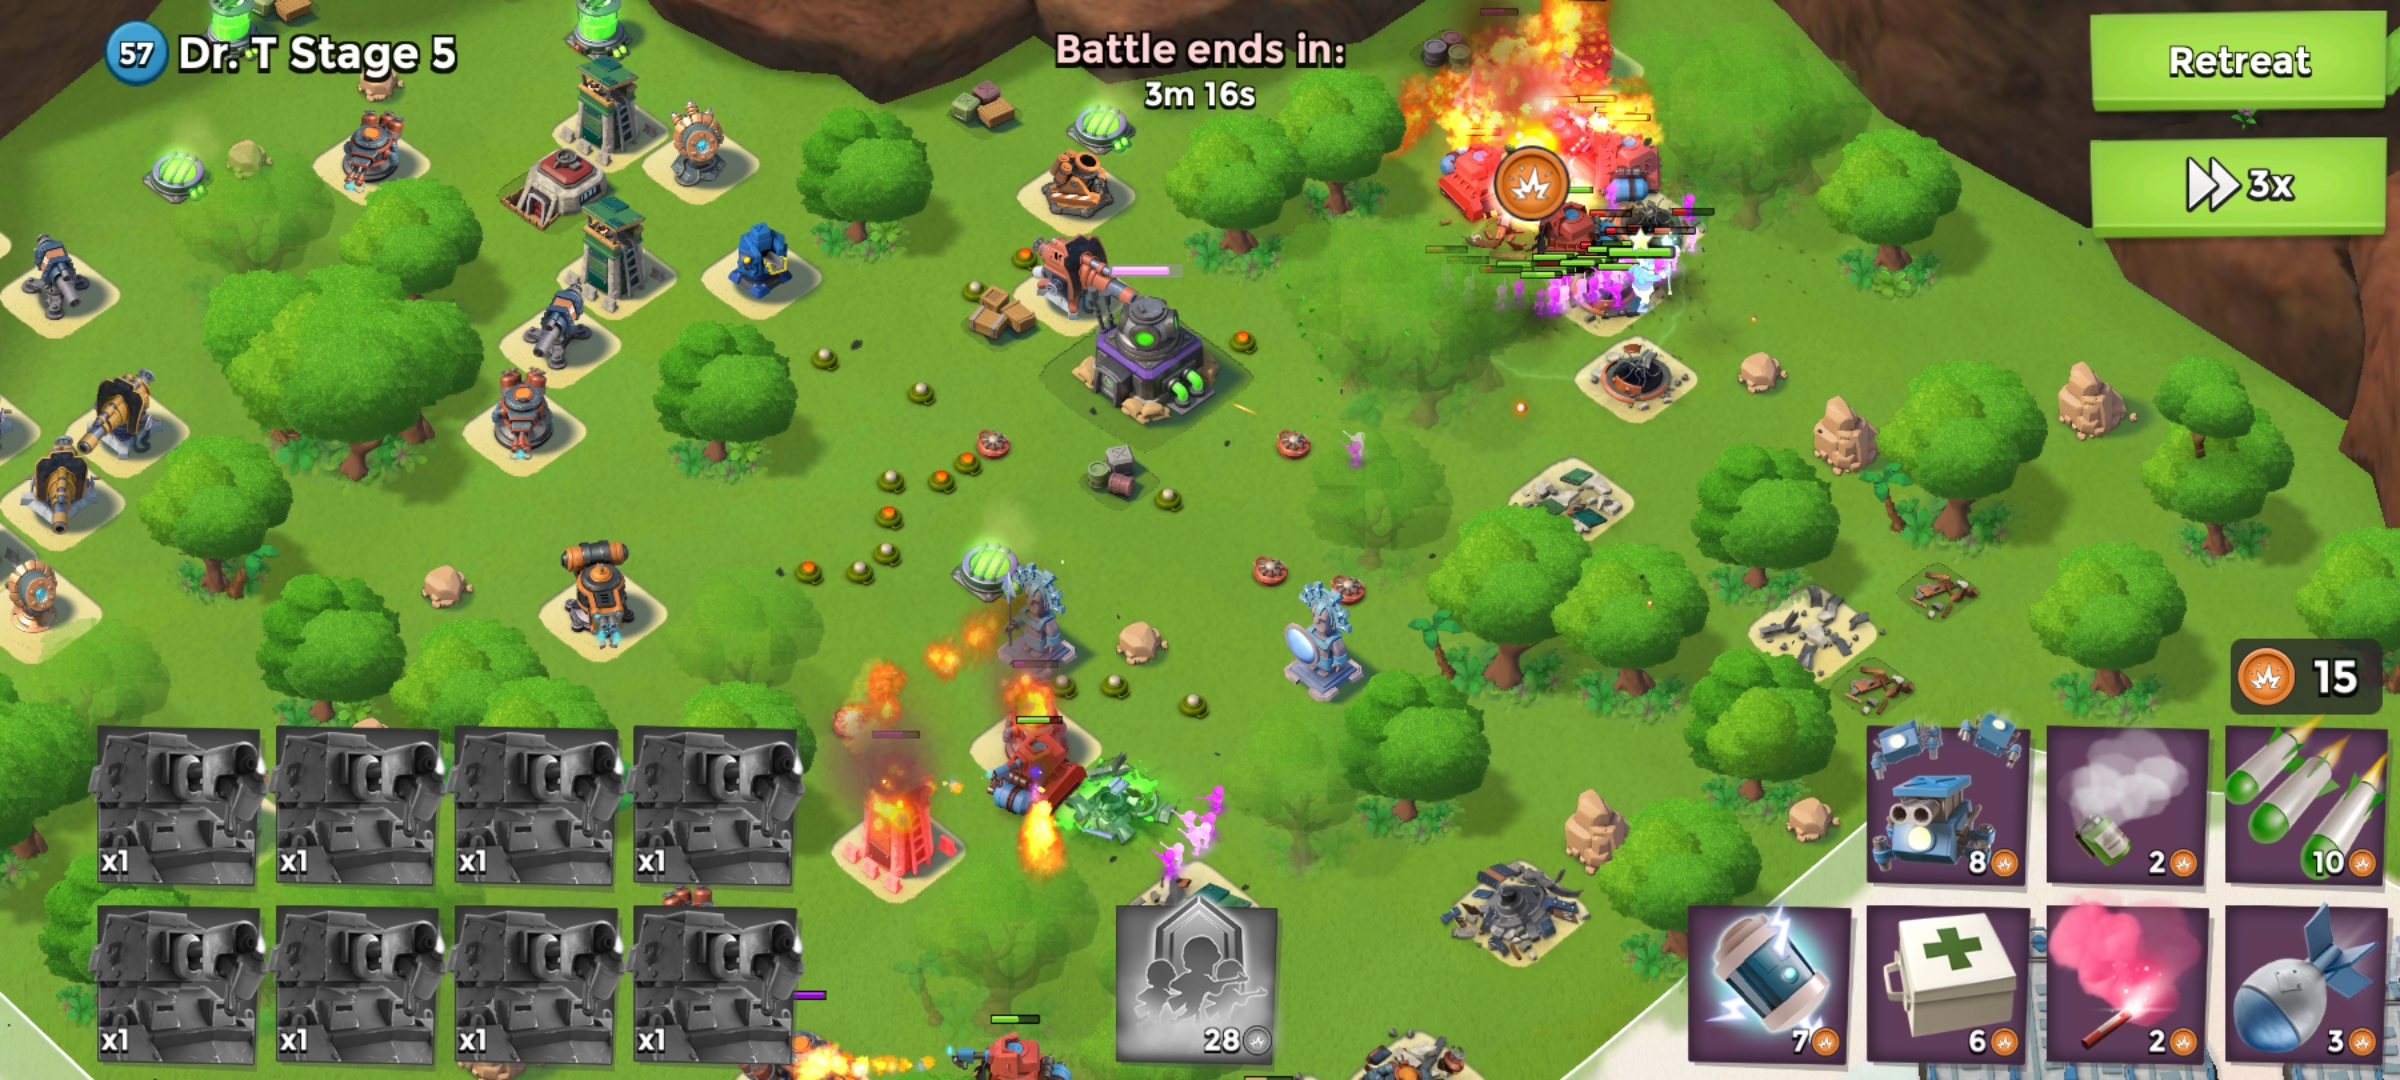 57 Dr. T Stage 5
Battle ends in:
3m 16s
Retreat
3x
15
x1 x1 x1 x1
8 2 10
x1 x1 x1 x1
28
7 6 2 3